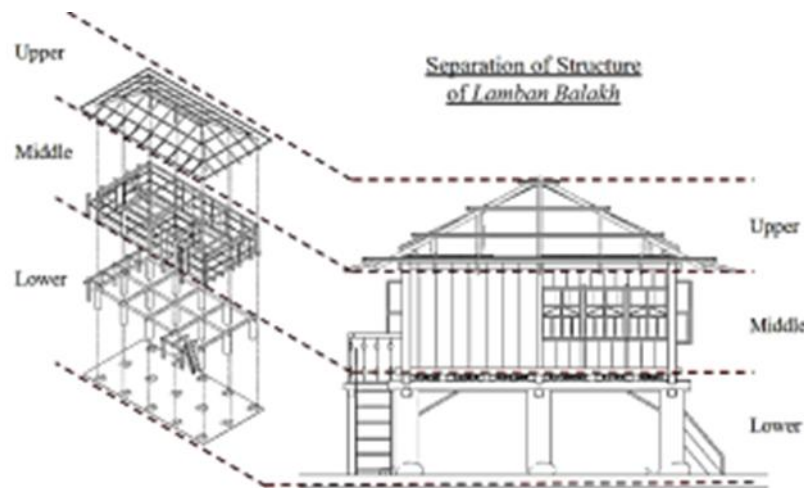 Upper
Middle
Lower
Separation of Structure
of Lamban Balakh
Upper
Middle
Lower